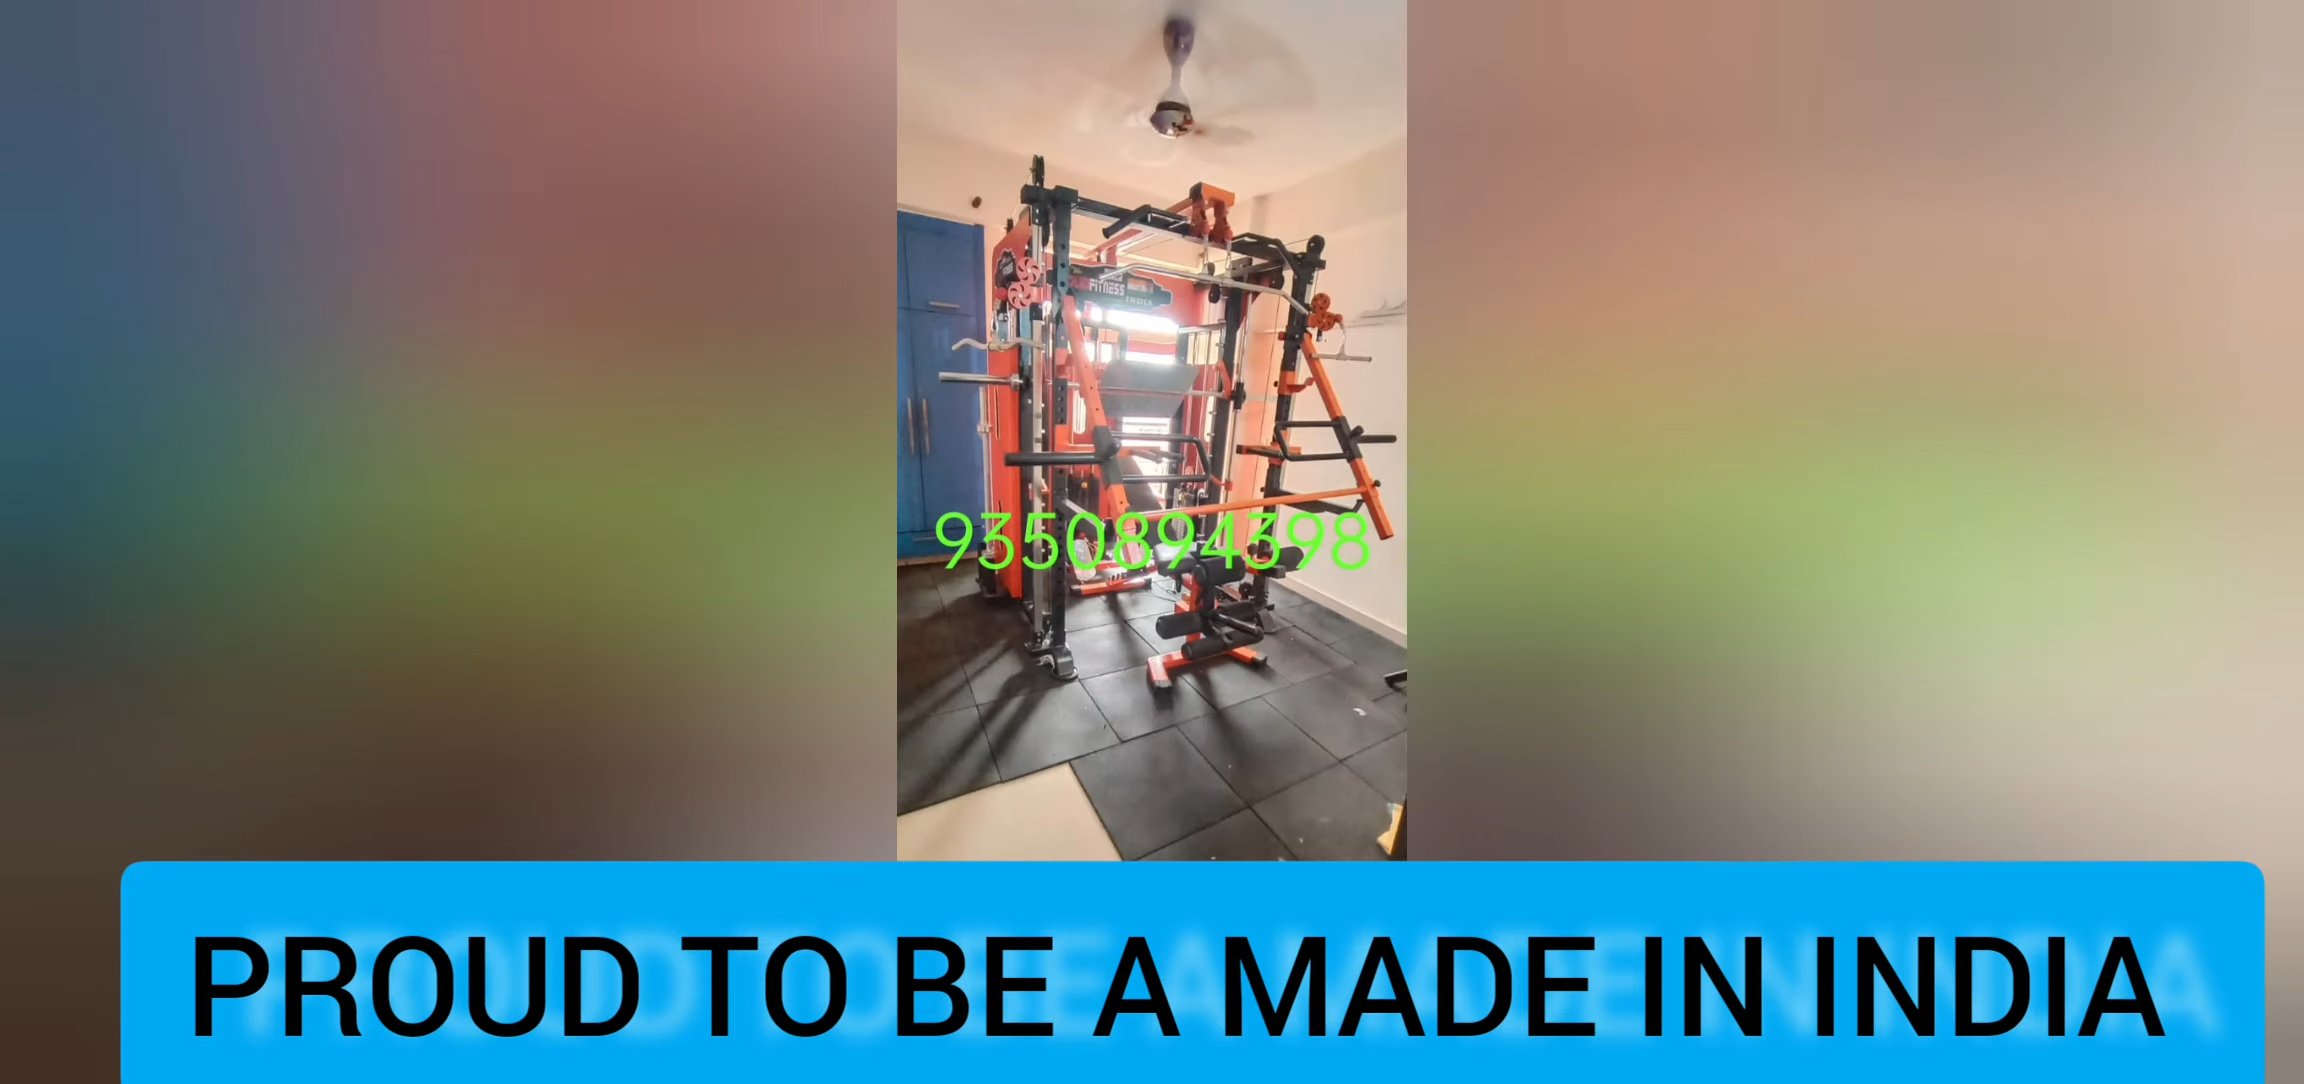 FITNESS
INDIA
9350894398
PROUD TO BE A MADE IN INDIA